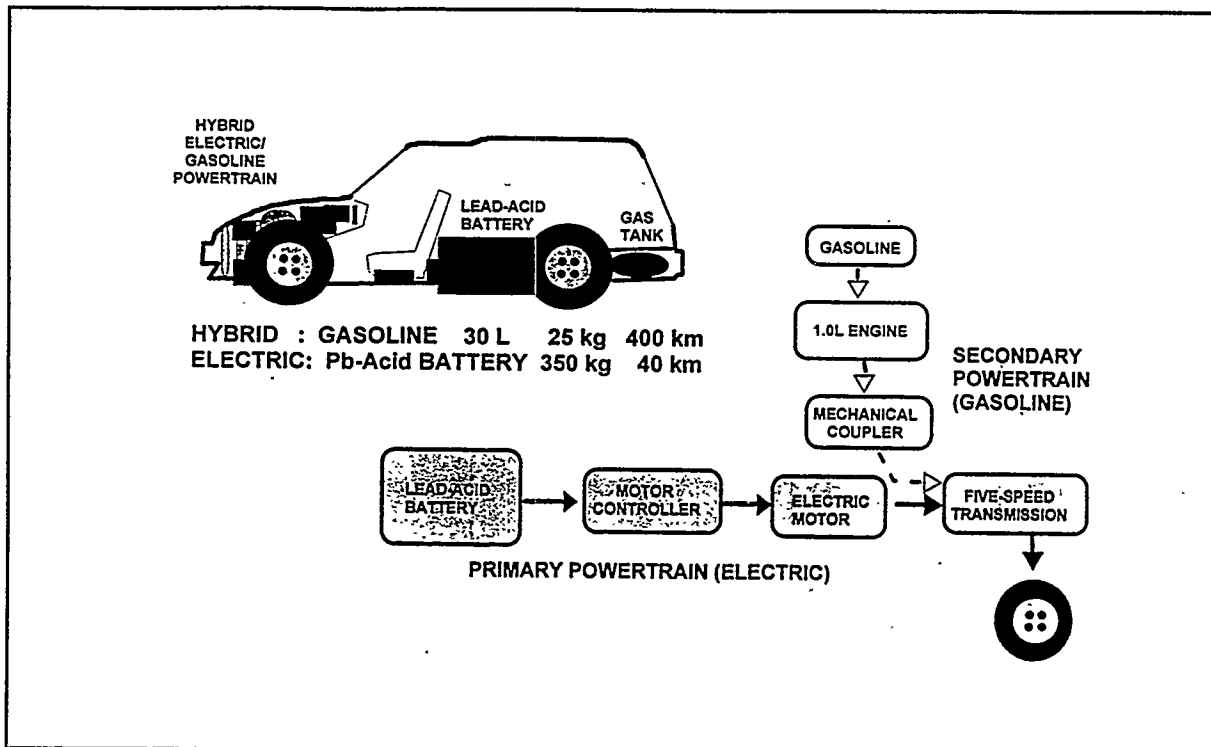 HYBRID
ELECTRIC/
GASOLINE
POWERTRAIN
LEAD-ACID
BATTERY
GAS
TANK
HYBRID : GASOLINE 30 L 25 kg 400 km
ELECTRIC: Pb-Acid BATTERY 350 kg 40 km
GASOLINE
1.0L ENGINE
MECHANICAL
COUPLER
SECONDARY
POWERTRAIN
(GASOLINE)
LEAD-ACID
BATTERY
MOTOR
CONTROLLER
ELECTRIC
MOTOR
FIVE-SPEED
TRANSMISSION
PRIMARY POWERTRAIN (ELECTRIC)